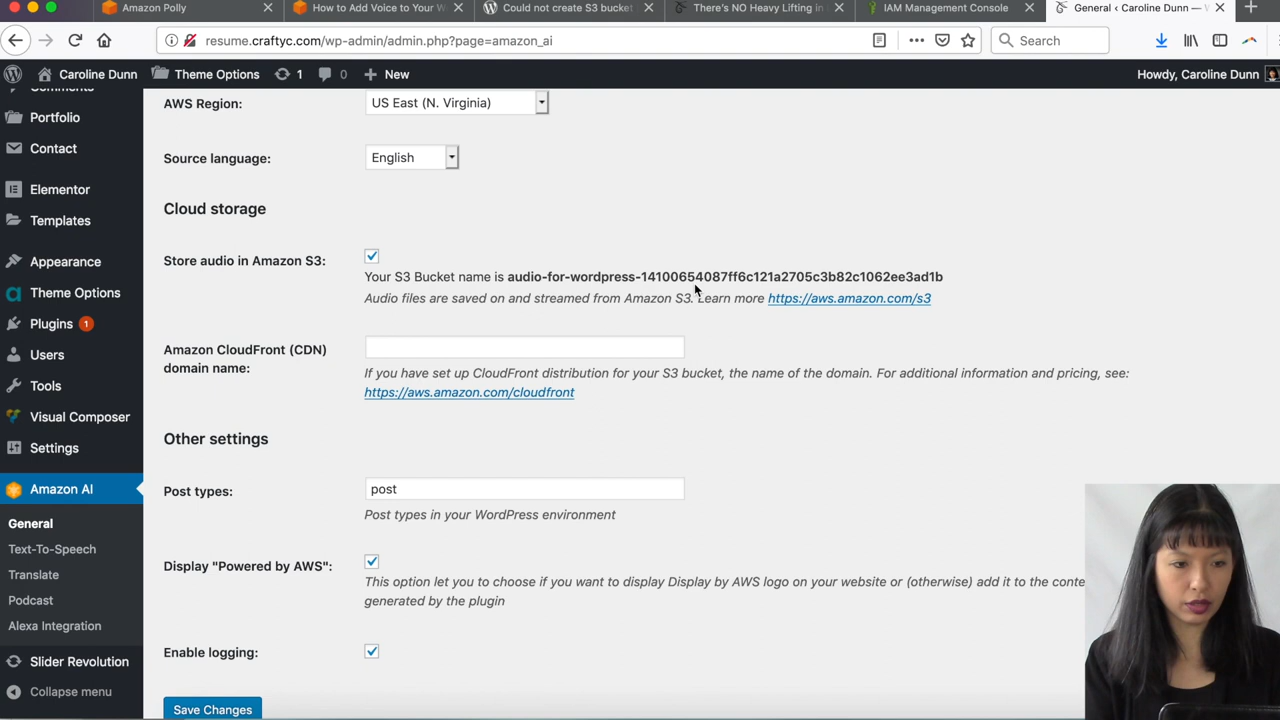 Amazon Polly
How to Add Voice to Your W
Could not create S3 bucket
There's NO Heavy Lifting in
IAM Management Console
General ‹ Caroline Dunn — W
resume.craftyc.com/wp-admin/admin.php?page=amazon_ai
Search
Caroline Dunn
Theme Options
1
0
New
Howdy, Caroline Dunn
Comments
Portfolio
Contact
Elementor
Templates
Appearance
Theme Options
Plugins 1
Users
Tools
Visual Composer
Settings
Amazon AI
General
Text-To-Speech
Translate
Podcast
Alexa Integration
Slider Revolution
Collapse menu
AWS Region:
US East (N. Virginia)
Source language:
English
Cloud storage
Store audio in Amazon S3:
Your S3 Bucket name is audio-for-wordpress-14100654087ff6c121a2705c3b82c1062ee3ad1b
Audio files are saved on and streamed from Amazon S3. Learn more https://aws.amazon.com/s3
Amazon CloudFront (CDN)
domain name:
If you have set up CloudFront distribution for your S3 bucket, the name of the domain. For additional information and pricing, see:
https://aws.amazon.com/cloudfront
Other settings
Post types:
post
Post types in your WordPress environment
Display "Powered by AWS":
This option let you to choose if you want to display Display by AWS logo on your website or (otherwise) add it to the conte
generated by the plugin
Enable logging:
Save Changes